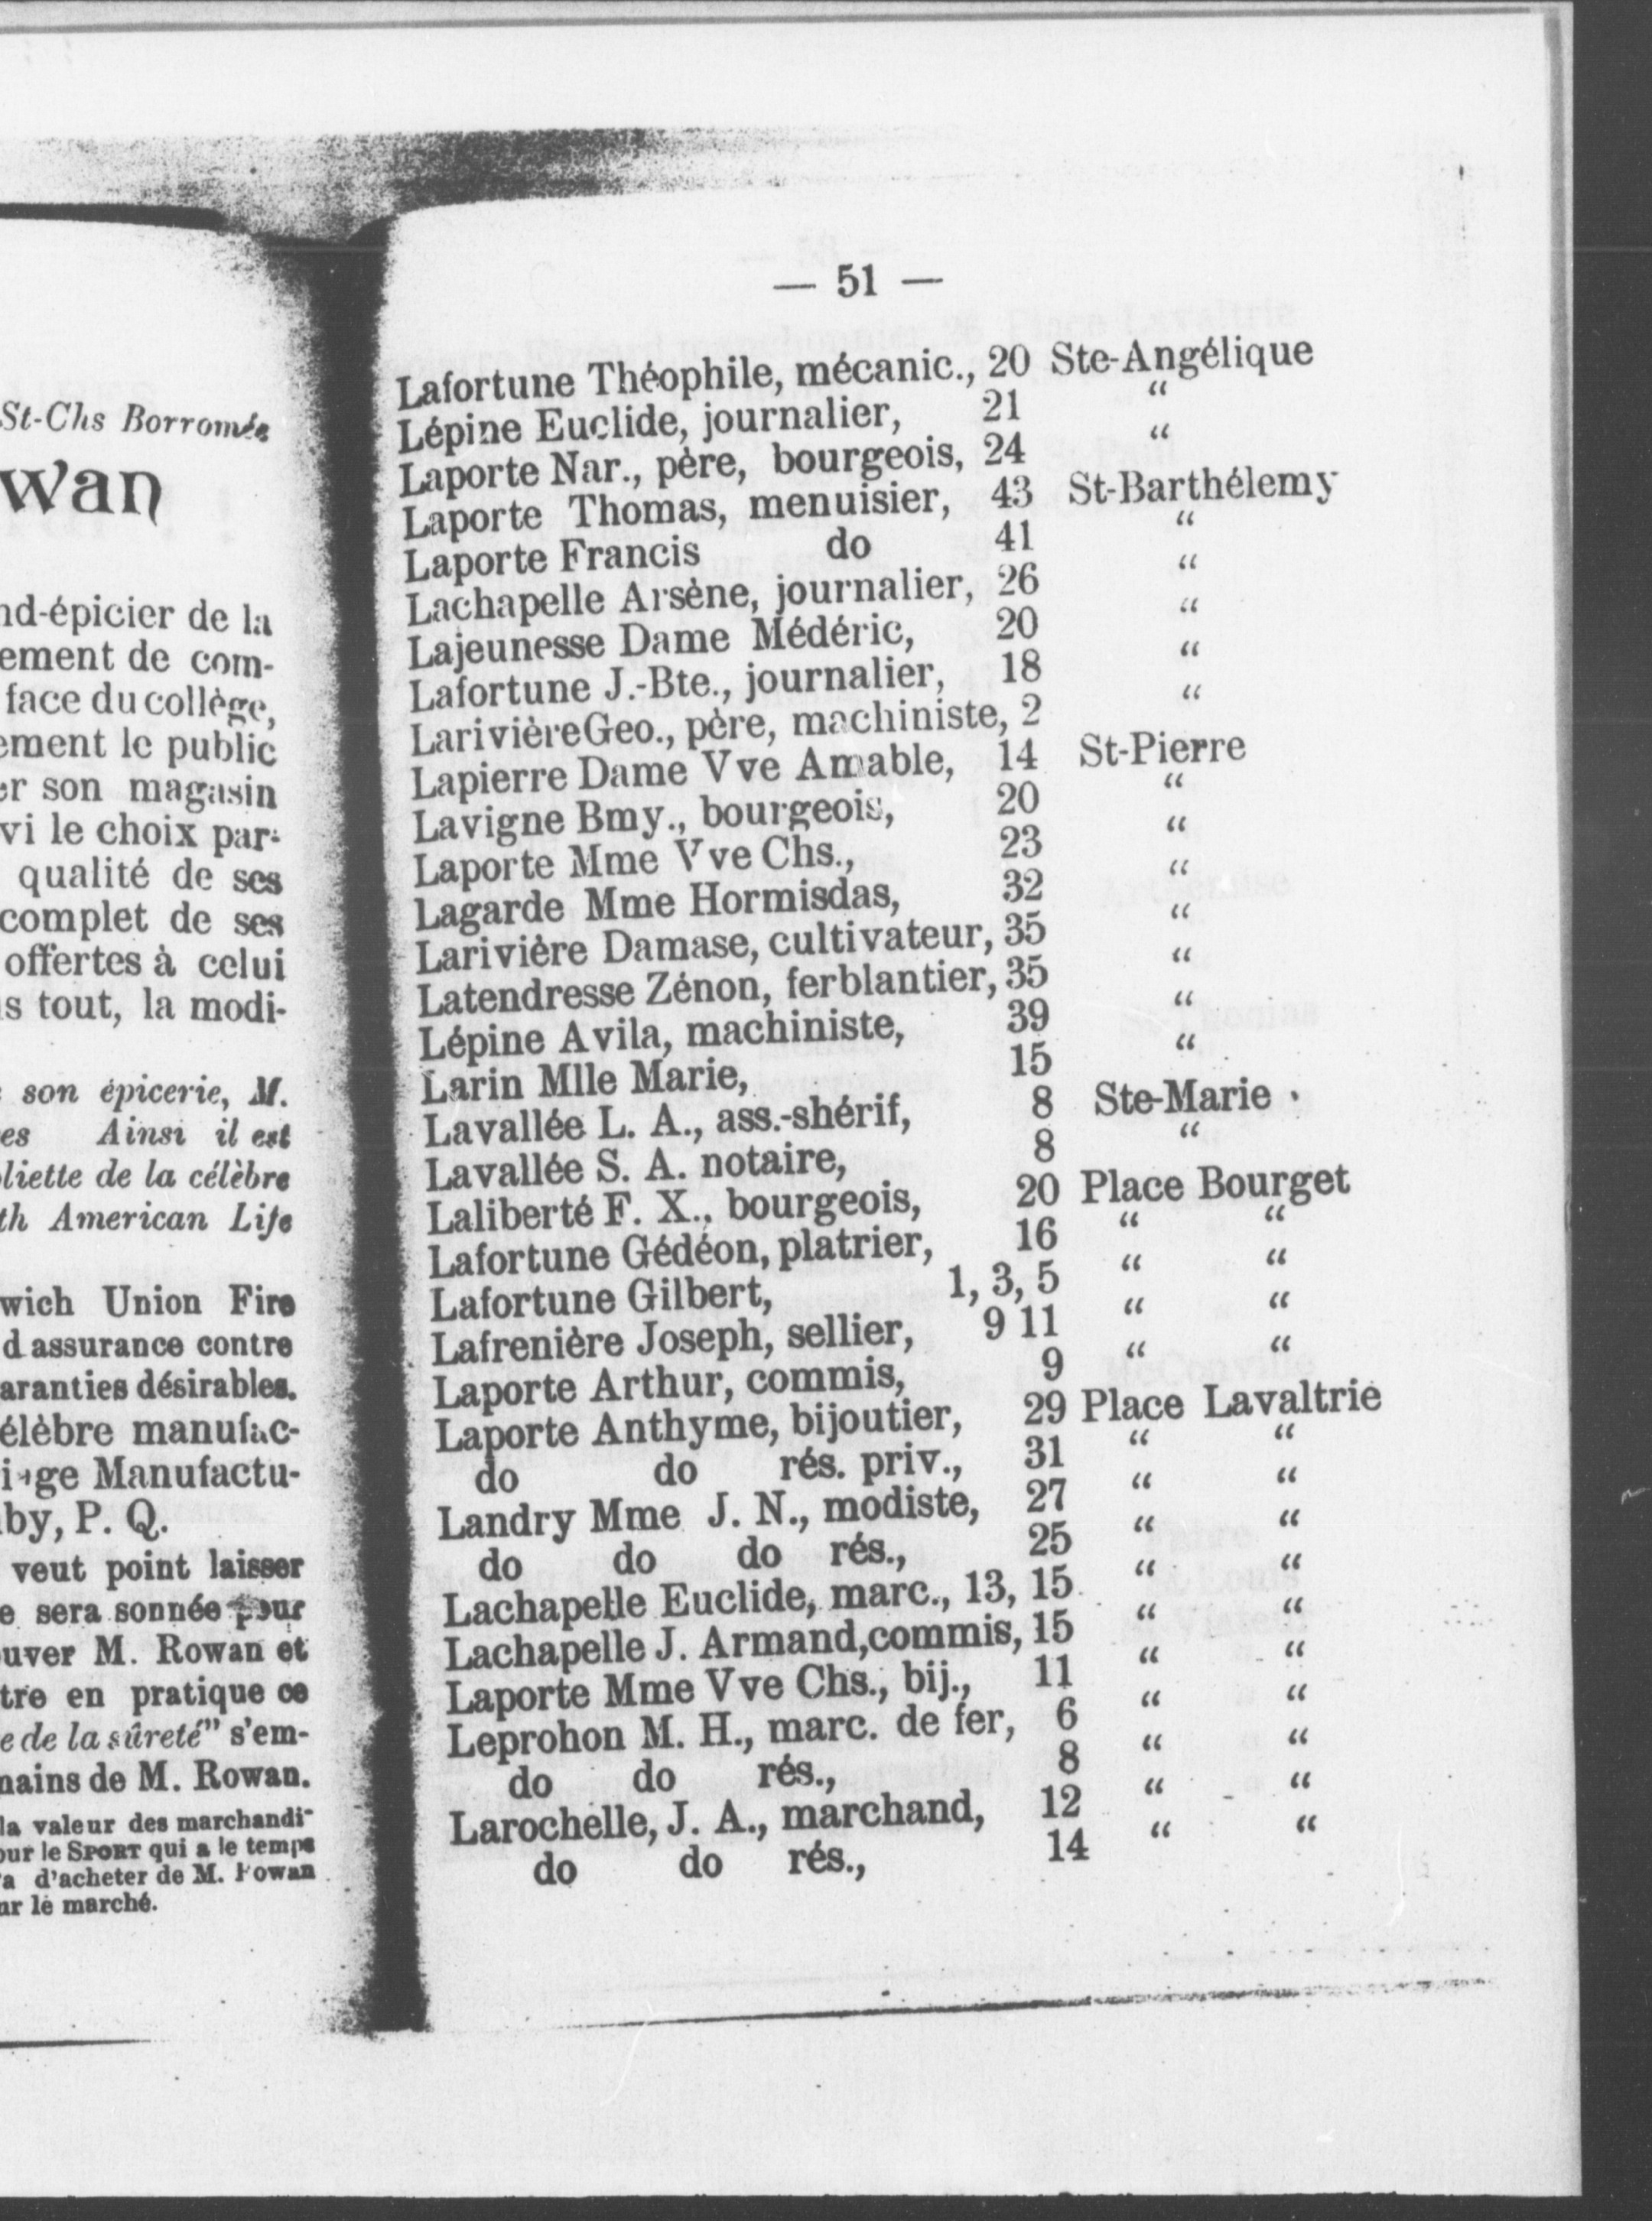 St-Chs Borromée
wan
nd-épicier de la
ement de com-
face du collège,
ement le public
er son magasin
vi le choix par-
qualité de ses
complet de ses
offertes à celui
s tout, la modi-
son épicerie, M.
es Ainsi il est
liette de la célèbre
th American Life
wich Union Fire
d assurance contre
aranties désirables.
élèbre manufac-
ge Manufactu-
by, P. Q.
veut point laisser
e sera sonnée pour
ouver M. Rowan et
tre en pratique ce
e de la sûreté" s'em-
mains de M. Rowan.
la valeur des marchandi-
our le SPORT qui a le temps
a d'acheter de M. Rowan
ur le marché.
— 51 —
Lafortune Théophile, mécanic., 20 Ste-Angélique
Lépine Euclide, journalier, 21 “
Laporte Nar., père, bourgeois, 24 “
Laporte Thomas, menuisier, 43 St-Barthélemy
Laporte Francis do 41 “
Lachapelle Arsène, journalier, 26 “
Lajeunesse Dame Médéric, 20 “
Lafortune J.-Bte., journalier, 18 “
LarivièreGeo., père, machiniste, 2 “
Lapierre Dame Vve Amable, 14 St-Pierre
Lavigne Bmy., bourgeois, 20 “
Laporte Mme Vve Chs., 23 “
Lagarde Mme Hormisdas, 32 “
Larivière Damase, cultivateur, 35 “
Latendresse Zénon, ferblantier, 35 “
Lépine Avila, machiniste, 39 “
Larin Mlle Marie, 15 “
Lavallée L. A., ass.-shérif, 8 Ste-Marie
Lavallée S. A. notaire, 8 “
Laliberté F. X., bourgeois, 20 Place Bourget
Lafortune Gédéon, platrier, 16 “ “
Lafortune Gilbert, 1, 3, 5 “ “
Lafrenière Joseph, sellier, 9 11 “ “
Laporte Arthur, commis, 9 “ “
Laporte Anthyme, bijoutier, 29 Place Lavaltrie
do do rés. priv., 31 “ “
Landry Mme J. N., modiste, 27 “ “
do do do rés., 25 “ “
Lachapelle Euclide, marc., 13, 15 “ “
Lachapelle J. Armand,commis, 15 “ “
Laporte Mme Vve Chs., bij., 11 “ “
Leprohon M. H., marc. de fer, 6 “ “
do do rés., 8 “ “
Larochelle, J. A., marchand, 12 “ “
do do rés., 14 “ “